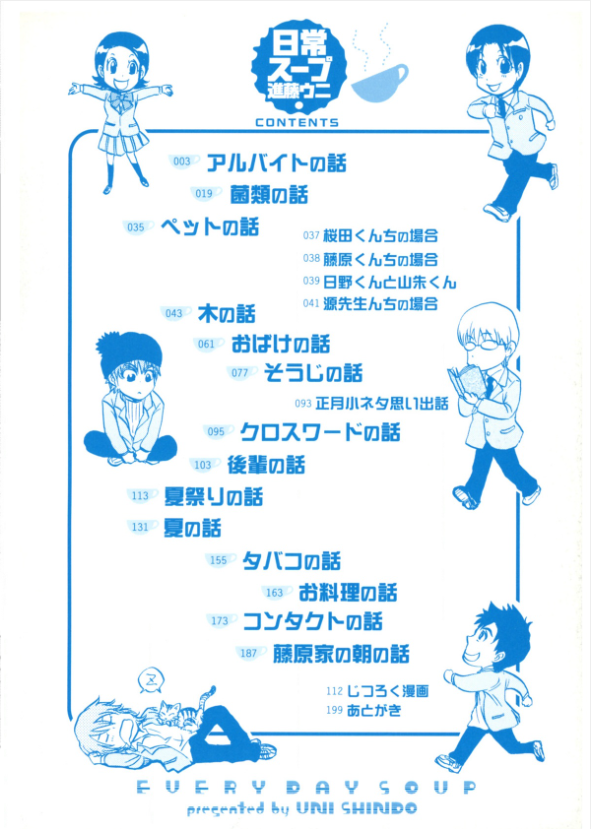 日常
スープ
進藤ウニ
CONTENTS
003 アルバイトの話
019 菌類の話
035 ペットの話
037 桜田くんちの場合
038 藤原くんちの場合
039 日野くんと山朱くん
041 源先生んちの場合
043 木の話
061 おばけの話
077 そうじの話
093 正月小ネタ思い出話
095 クロスワードの話
103 後輩の話
113 夏祭りの話
131 夏の話
155 タバコの話
163 お料理の話
173 コンタクトの話
187 藤原家の朝の話
112 じつろく漫画
199 あとがき
Z
EVERYDAY SOUP
presented by UNI SHINDO